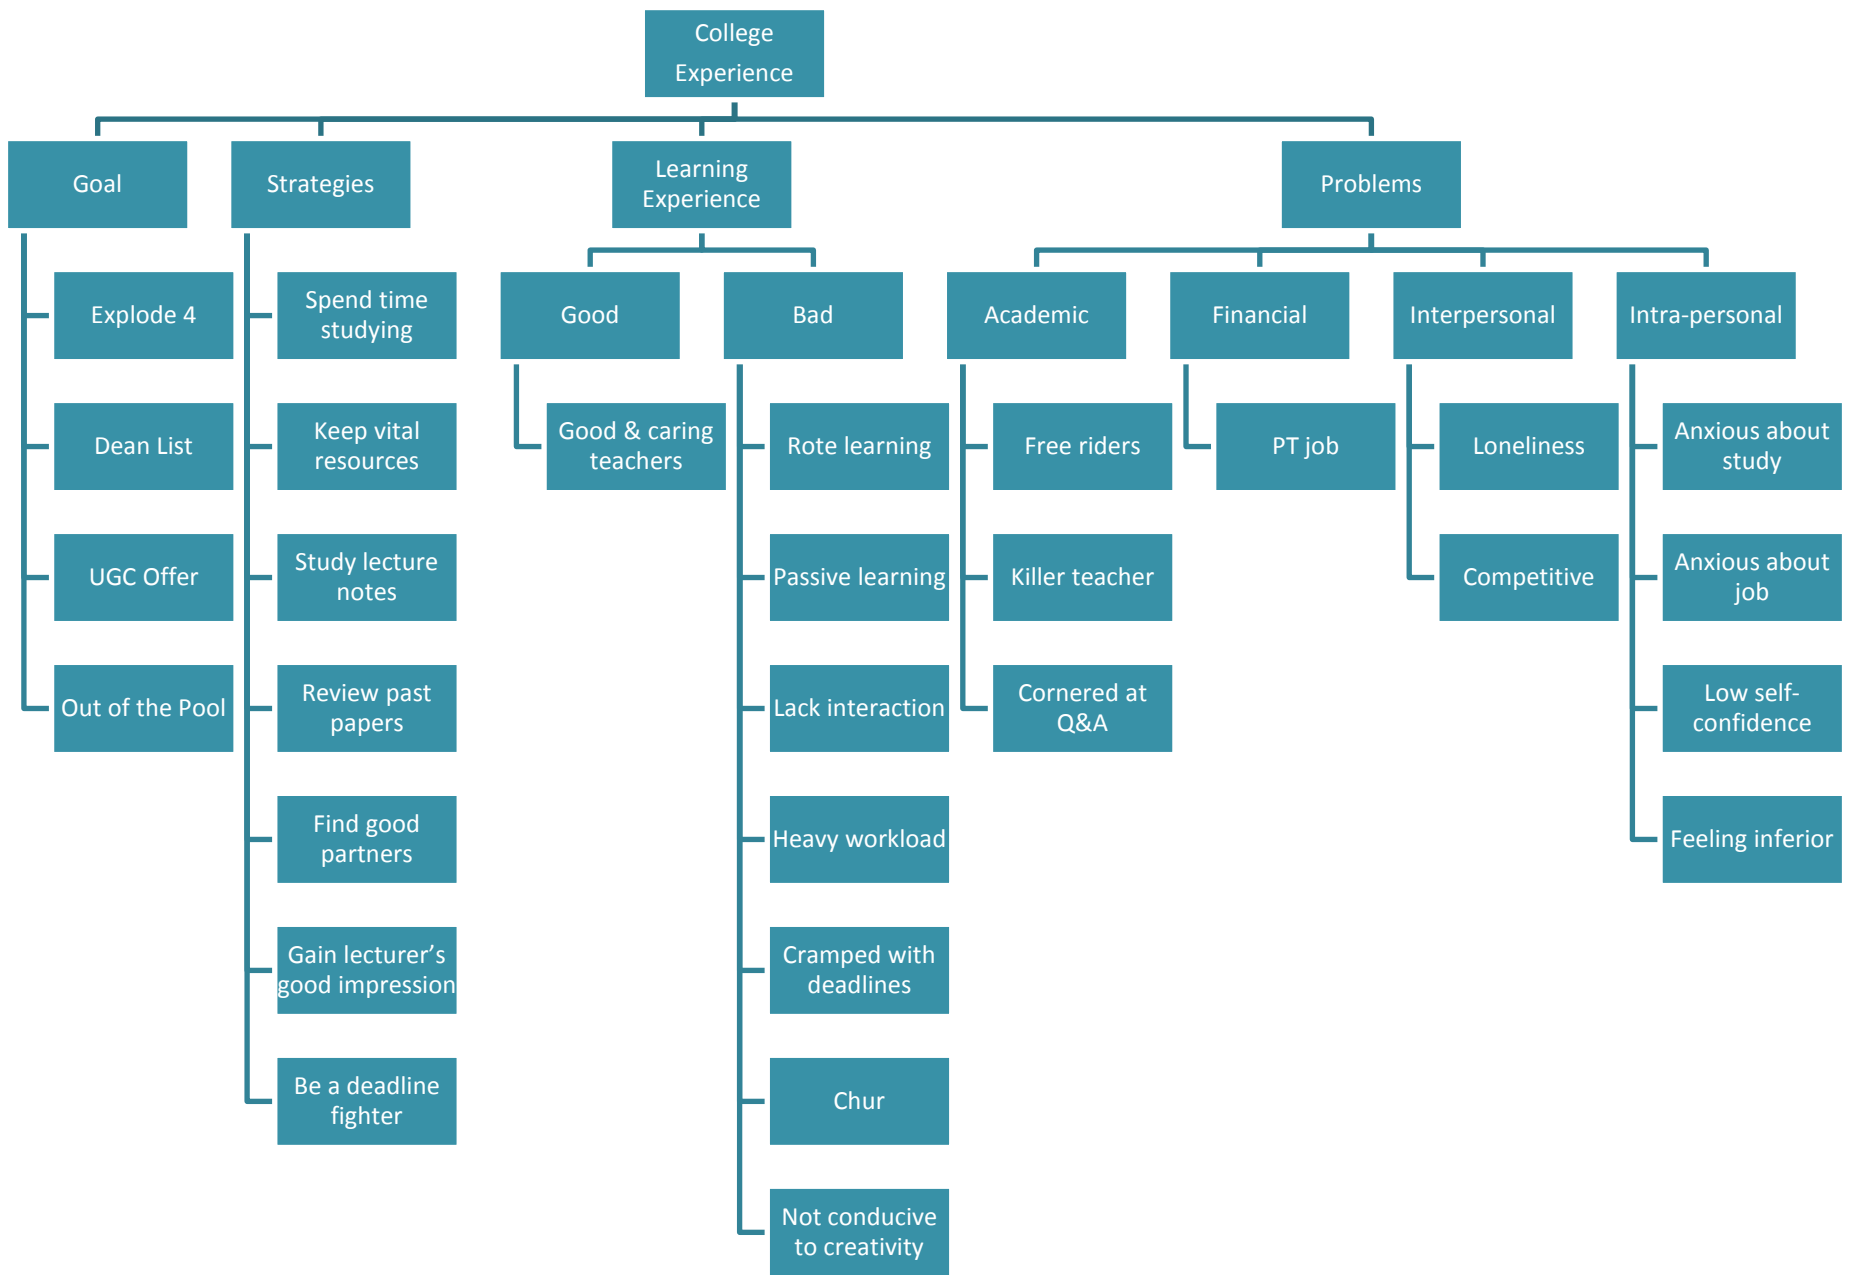 College
Experience
Goal
Strategies
Learning
Experience
Problems
Explode 4
Spend time
studying
Good
Bad
Academic
Financial
Interpersonal
Intra-personal
Dean List
Keep vital
resources
Good & caring
teachers
Rote learning
Free riders
PT job
Loneliness
Anxious about
study
UGC Offer
Study lecture
notes
Passive learning
Killer teacher
Competitive
Anxious about
job
Out of the Pool
Review past
papers
Lack interaction
Cornered at
Q&A
Low self-
confidence
Find good
partners
Heavy workload
Feeling inferior
Gain lecturer’s
good impression
Cramped with
deadlines
Be a deadline
fighter
Chur
Not conducive
to creativity